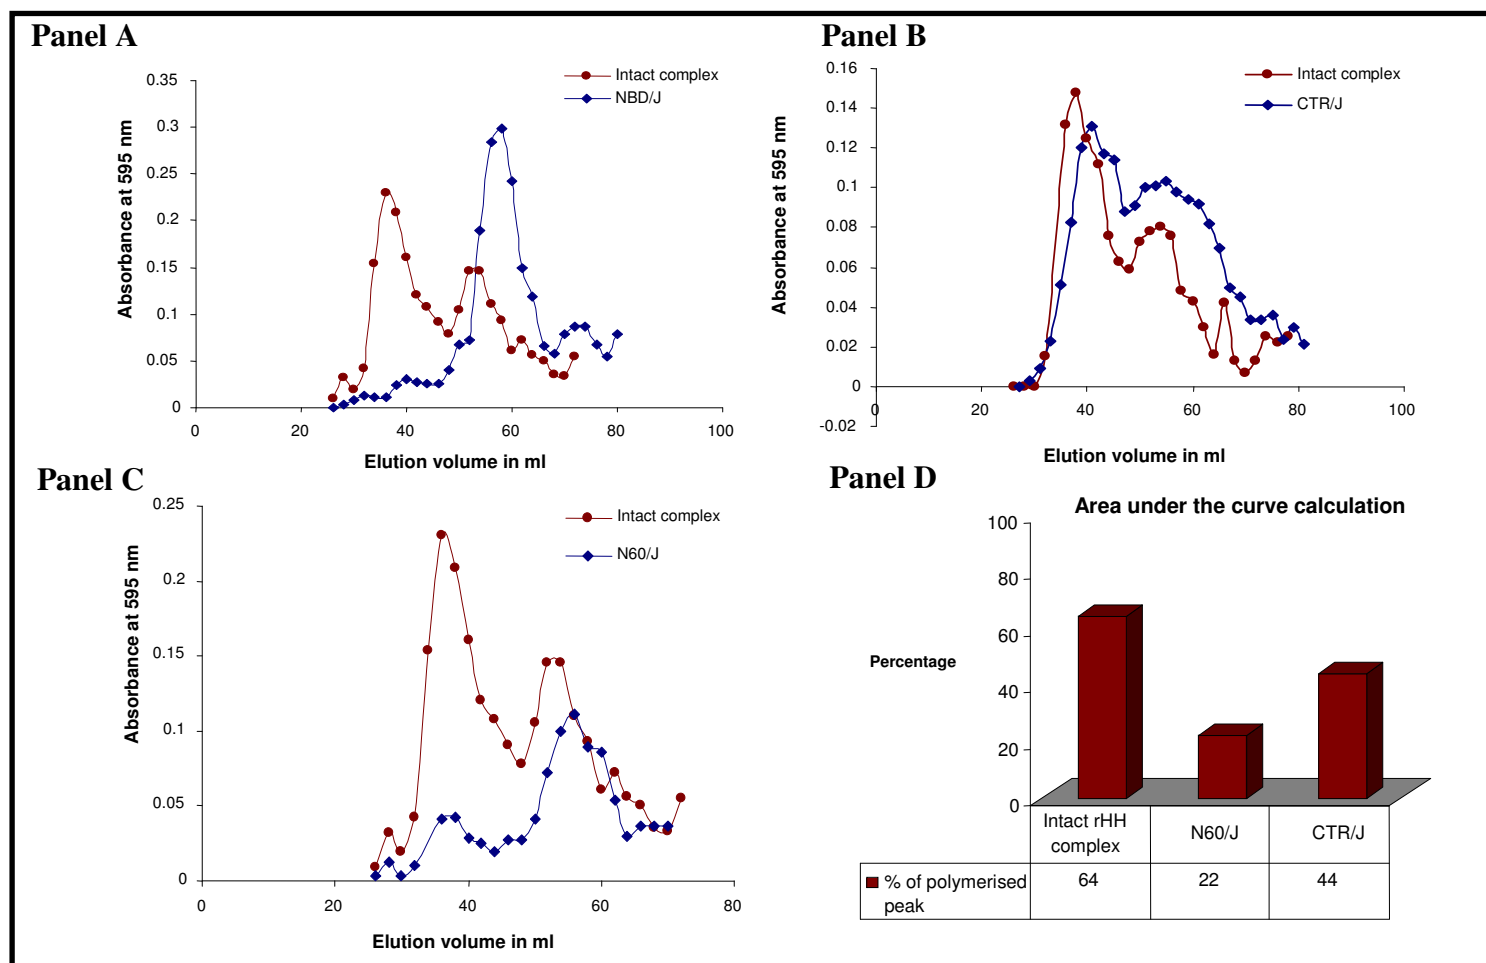 Panel A
0.35
0.3
0.25
0.2
0.15
0.1
0.05
0
0
20
40
60
80
100
Absorbance at 595 nm
Elution volume in ml
Intact complex
NBD/J
Panel B
0.16
0.14
0.12
0.1
0.08
0.06
0.04
0.02
0
-0.02
0
20
40
60
80
100
Absorbance at 595 nm
Elution volume in ml
Intact complex
CTR/J
Panel C
0.25
0.2
0.15
0.1
0.05
0
0
20
40
60
80
Absorbance at 595 nm
Elution volume in ml
Intact complex
N60/J
Panel D
Area under the curve calculation
100
80
60
40
20
0
Percentage
Intact rHH
complex
N60/J
CTR/J
% of polymerised
peak
64
22
44